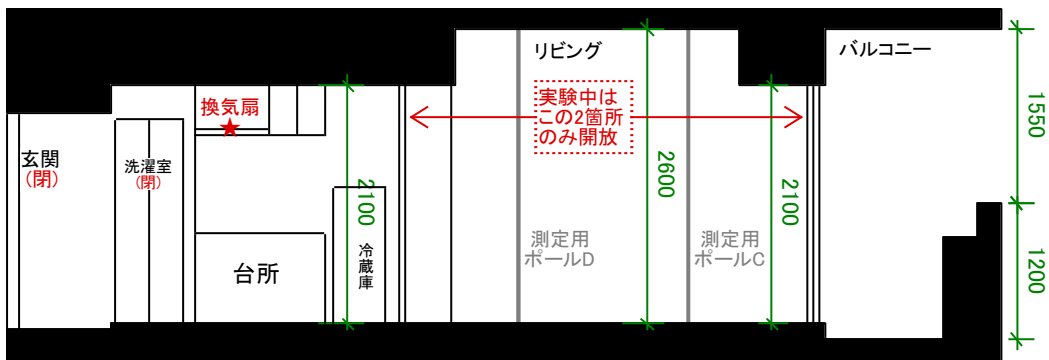 リビング
バルコニー
換気扇
実験中は
この2箇所
のみ開放
玄関
(閉)
洗濯室
(閉)
台所
冷蔵庫
測定用
ポールD
測定用
ポールC
2100
2600
2100
1550
1200